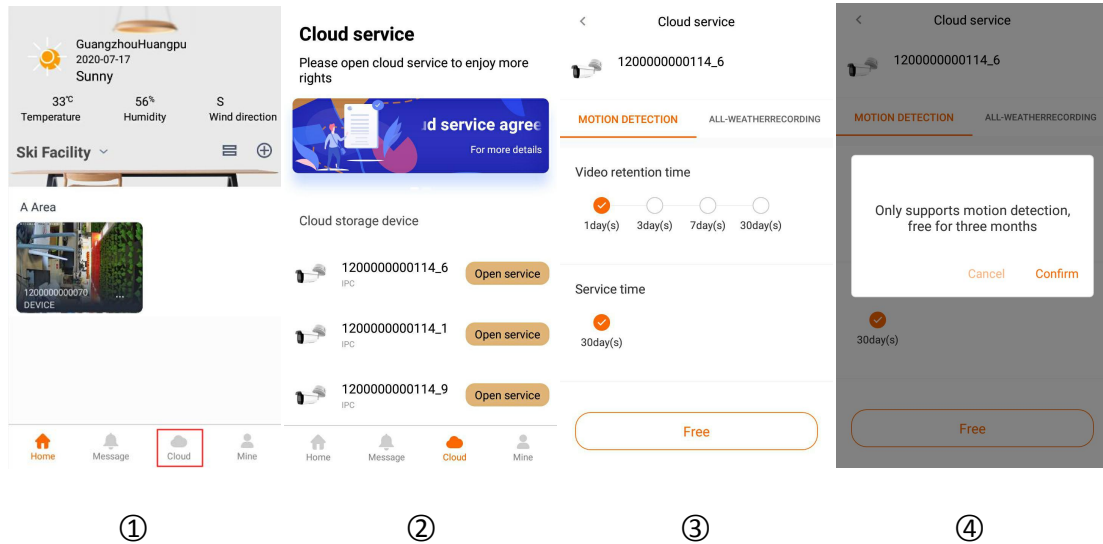 GuangzhouHuangpu
2020-07-17
Sunny
33℃ 56% S
Temperature Humidity Wind direction
Ski Facility
A Area
1200000000070
DEVICE
...
Home Message Cloud Mine
①
Cloud service
Please open cloud service to enjoy more
rights
ud service agree
For more details
Cloud storage device
1200000000114_6
IPC
Open service
1200000000114_1
IPC
Open service
1200000000114_9
IPC
Open service
Home Message Cloud Mine
②
Cloud service
1200000000114_6
MOTION DETECTION ALL-WEATHERRECORDING
Video retention time
1day(s) 3day(s) 7day(s) 30day(s)
Service time
30day(s)
Free
③
Cloud service
1200000000114_6
MOTION DETECTION ALL-WEATHERRECORDING
Only supports motion detection,
free for three months
Cancel Confirm
30day(s)
Free
④